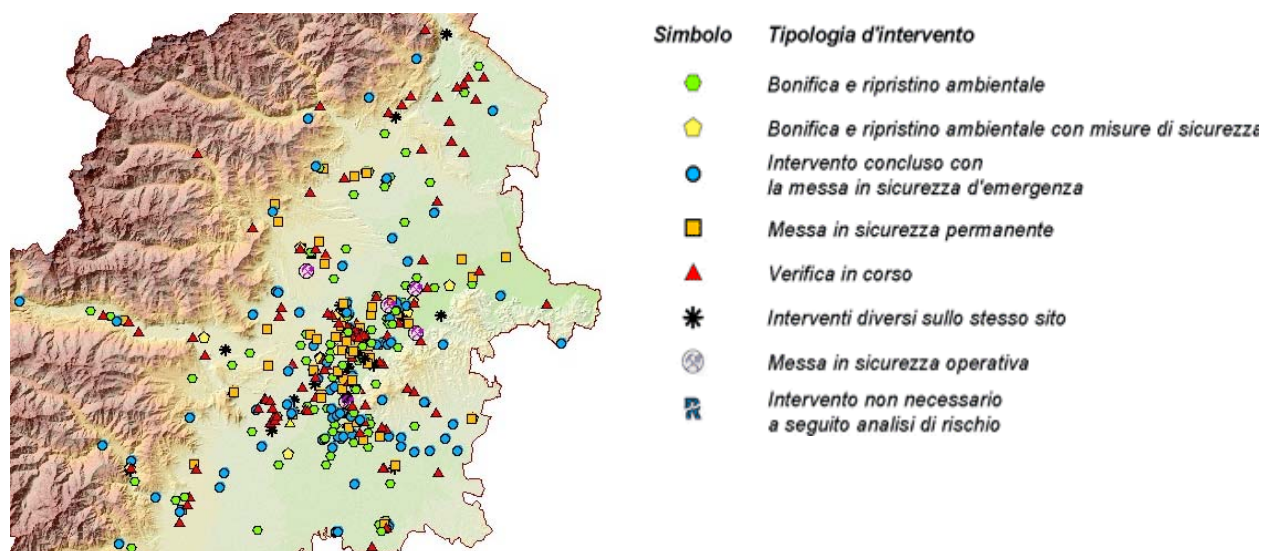 Simbolo Tipologia d'intervento
Bonifica e ripristino ambientale
Bonifica e ripristino ambientale con misure di sicurezza
Intervento concluso con
la messa in sicurezza d'emergenza
Messa in sicurezza permanente
Verifica in corso
Interventi diversi sullo stesso sito
Messa in sicurezza operativa
Intervento non necessario
a seguito analisi di rischio